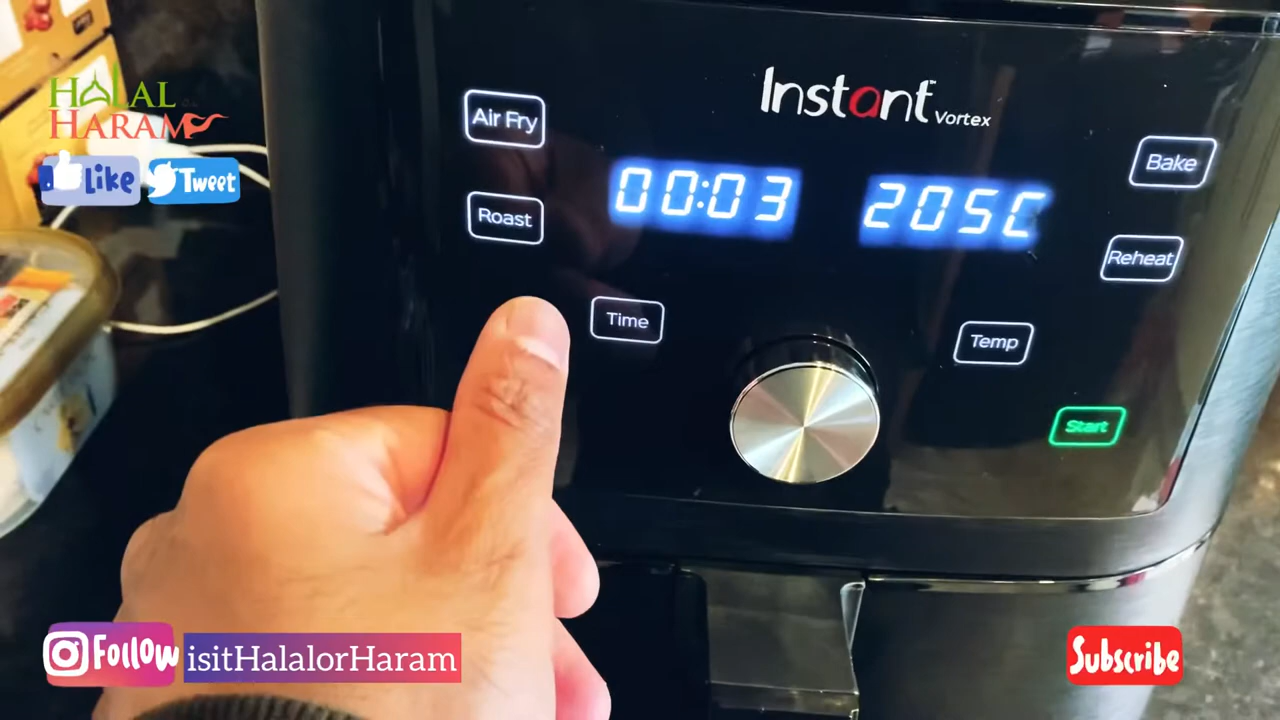 HALAL
HARAM
Like
Tweet
Instant™
Vortex
Air Fry
Roast
00:03
205C
Bake
Reheat
Time
Temp
Start
Follow
isitHalalorHaram
Subscribe